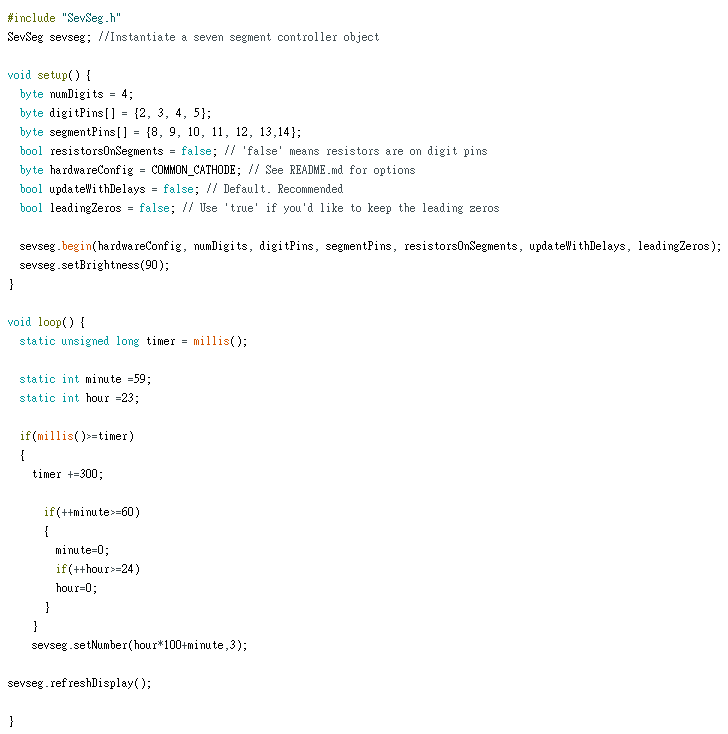 #include "SevSeg.h"
SevSeg sevseg; //Instantiate a seven segment controller object
void setup() {
byte numDigits = 4;
byte digitPins[] = {2, 3, 4, 5};
byte segmentPins[] = {8, 9, 10, 11, 12, 13,14};
bool resistorsOnSegments = false; // 'false' means resistors are on digit pins
byte hardwareConfig = COMMON_CATHODE; // See README.md for options
bool updateWithDelays = false; // Default. Recommended
bool leadingZeros = false; // Use 'true' if you'd like to keep the leading zeros
sevseg.begin(hardwareConfig, numDigits, digitPins, segmentPins, resistorsOnSegments, updateWithDelays, leadingZeros);
sevseg.setBrightness(90);
}
void loop() {
static unsigned long timer = millis();
static int minute =59;
static int hour =23;
if(millis()>=timer)
{
timer +=300;
if(++minute>=60)
{
minute=0;
if(++hour>=24)
hour=0;
}
}
sevseg.setNumber(hour*100+minute,3);
sevseg.refreshDisplay();
}